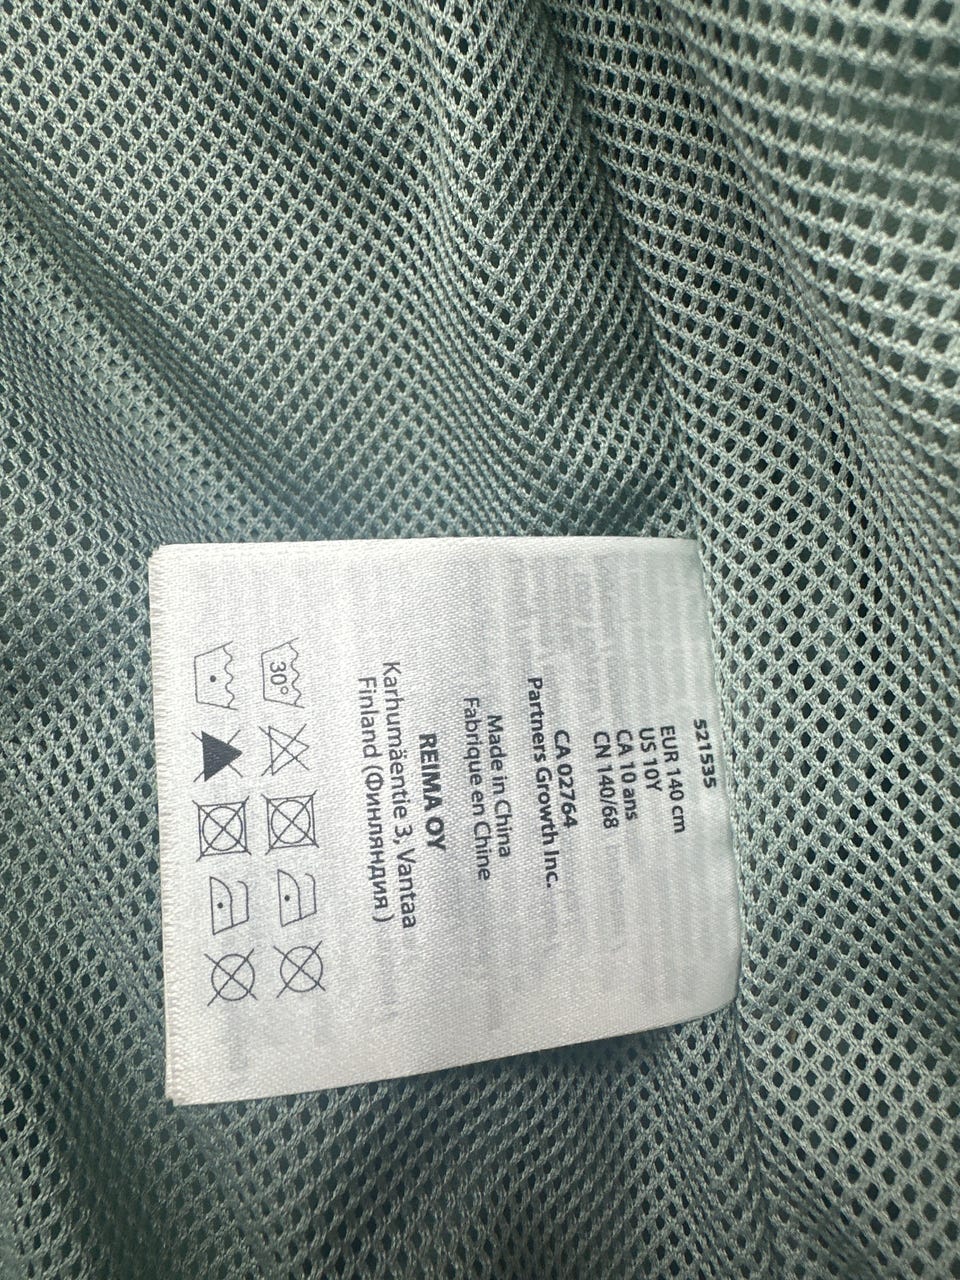 521535
EUR 140 cm
US 10Y
CA 10 ans
CN 140/68
CA 02764
Partners Growth Inc.
Made in China
Fabrique en Chine
REIMA OY
Karhumäentie 3, Vantaa
Finland (Финляндия)
30°